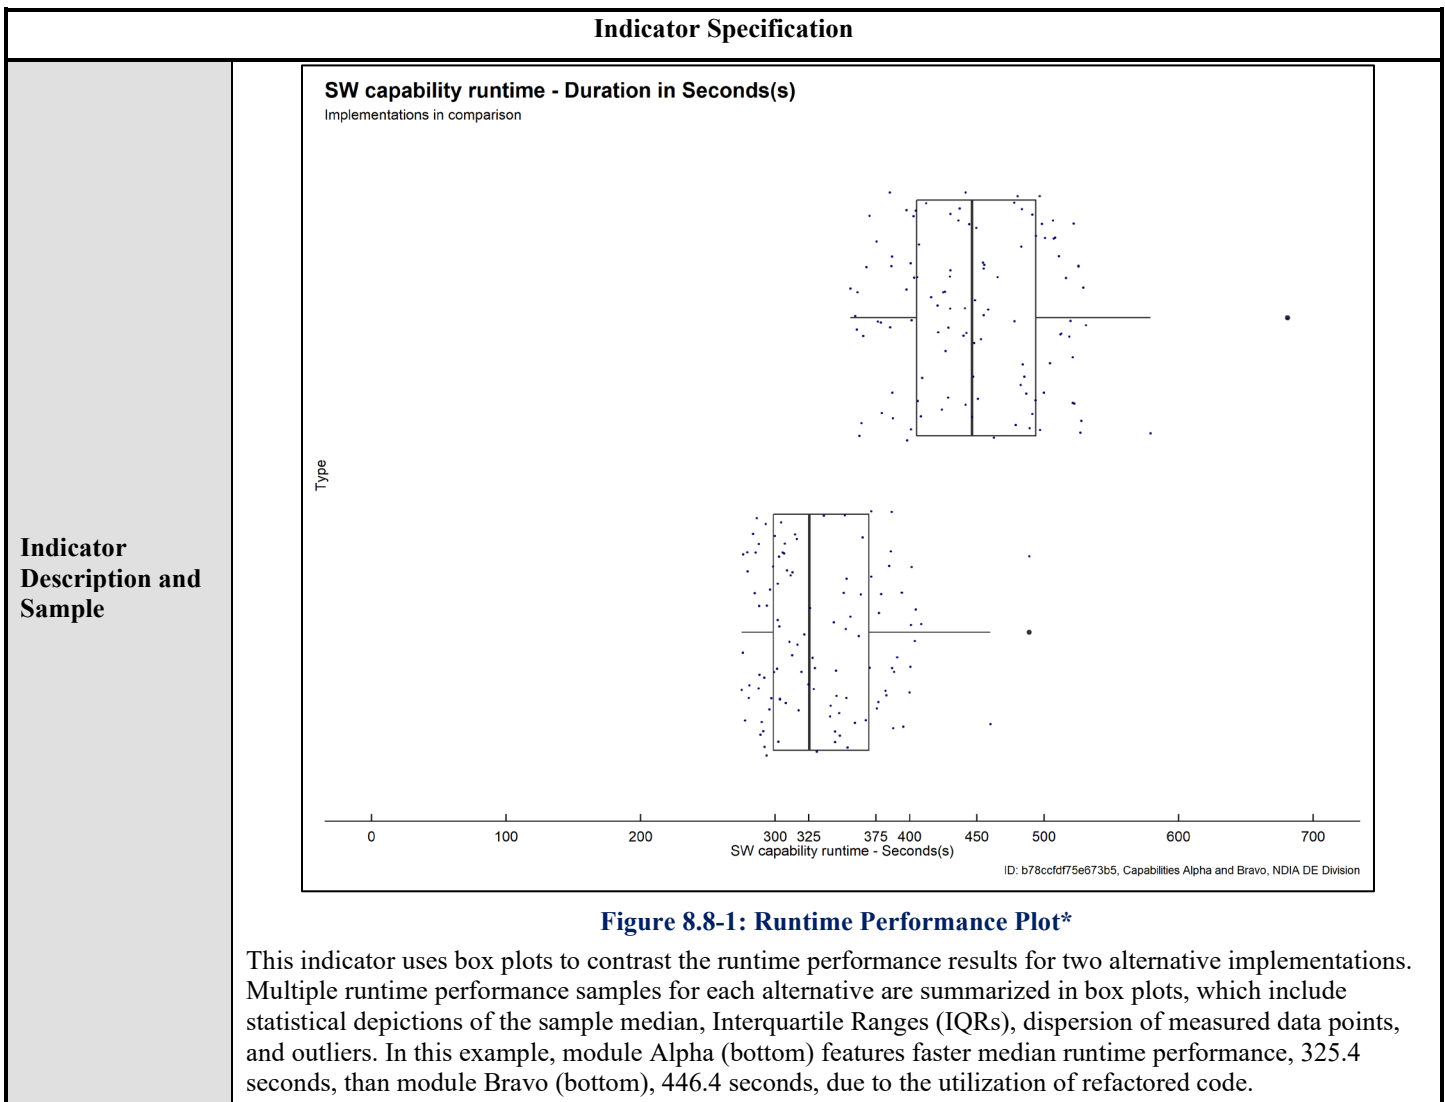 Indicator Specification
Indicator
Description and
Sample
SW capability runtime - Duration in Seconds(s)
Implementations in comparison
Type
0 100 200 300 325 375 400 450 500 600 700
SW capability runtime - Seconds(s)
ID: b78ccfdf75e673b5, Capabilities Alpha and Bravo, NDIA DE Division
Figure 8.8-1: Runtime Performance Plot*
This indicator uses box plots to contrast the runtime performance results for two alternative implementations.
Multiple runtime performance samples for each alternative are summarized in box plots, which include
statistical depictions of the sample median, Interquartile Ranges (IQRs), dispersion of measured data points,
and outliers. In this example, module Alpha (bottom) features faster median runtime performance, 325.4
seconds, than module Bravo (bottom), 446.4 seconds, due to the utilization of refactored code.